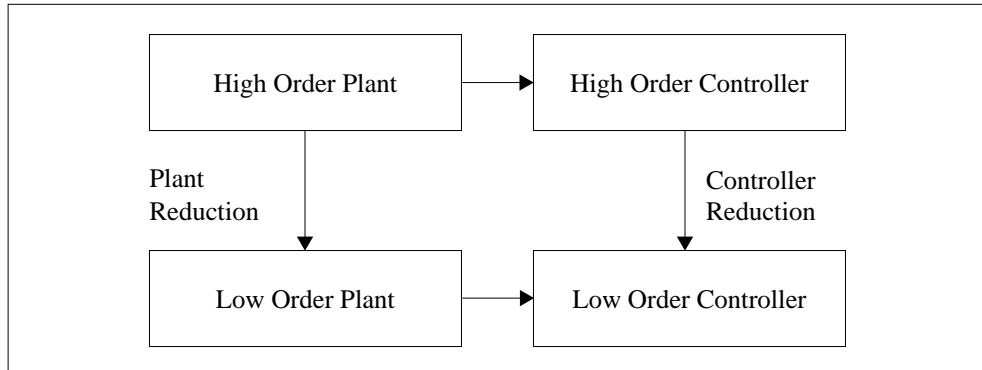 High Order Plant
High Order Controller
Plant
Reduction
Controller
Reduction
Low Order Plant
Low Order Controller